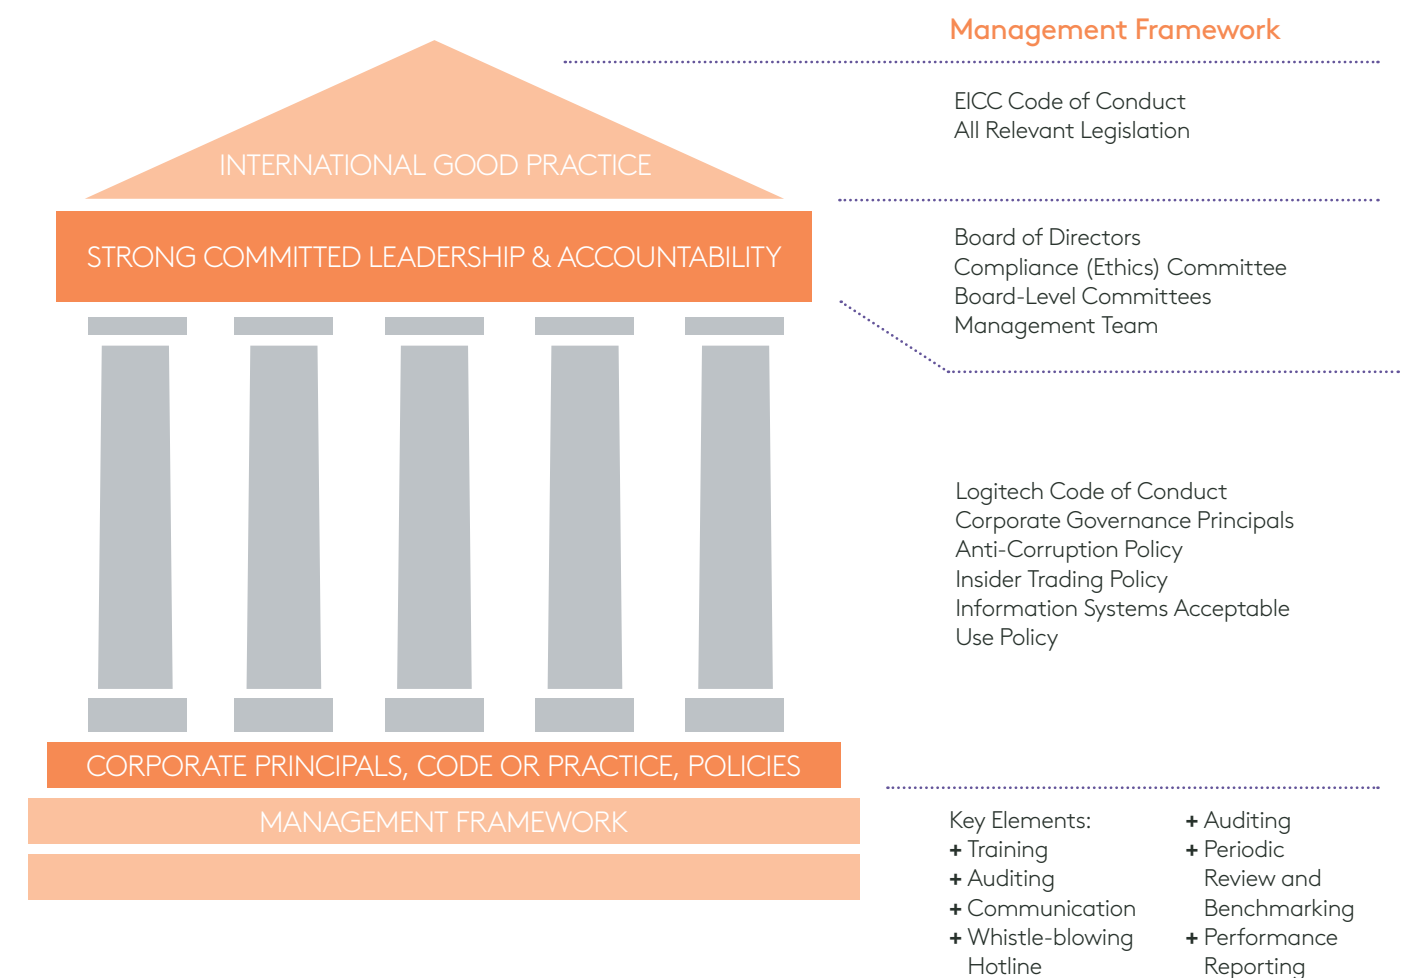 Management Framework
INTERNATIONAL GOOD PRACTICE
EICC Code of Conduct
All Relevant Legislation
STRONG COMMITTED LEADERSHIP & ACCOUNTABILITY
Board of Directors
Compliance (Ethics) Committee
Board-Level Committees
Management Team
Logitech Code of Conduct
Corporate Governance Principals
Anti-Corruption Policy
Insider Trading Policy
Information Systems Acceptable
Use Policy
CORPORATE PRINCIPALS, CODE OR PRACTICE, POLICIES
MANAGEMENT FRAMEWORK
Key Elements:
+ Training
+ Auditing
+ Communication
+ Whistle-blowing
Hotline
+ Auditing
+ Periodic
Review and
Benchmarking
+ Performance
Reporting